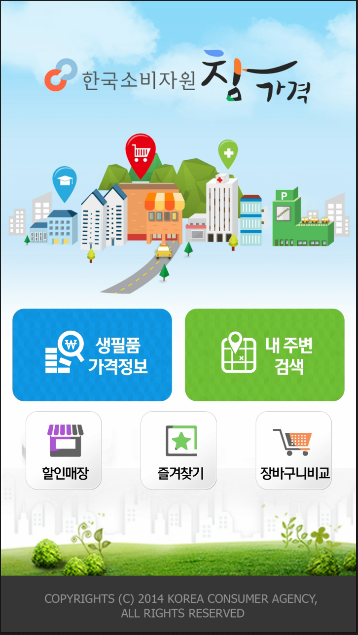 한국소비자원 참가격
P
생필품
가격정보
₩
내 주변
검색
할인매장
즐겨찾기
장바구니비교
COPYRIGHTS (C) 2014 KOREA CONSUMER AGENCY,
ALL RIGHTS RESERVED